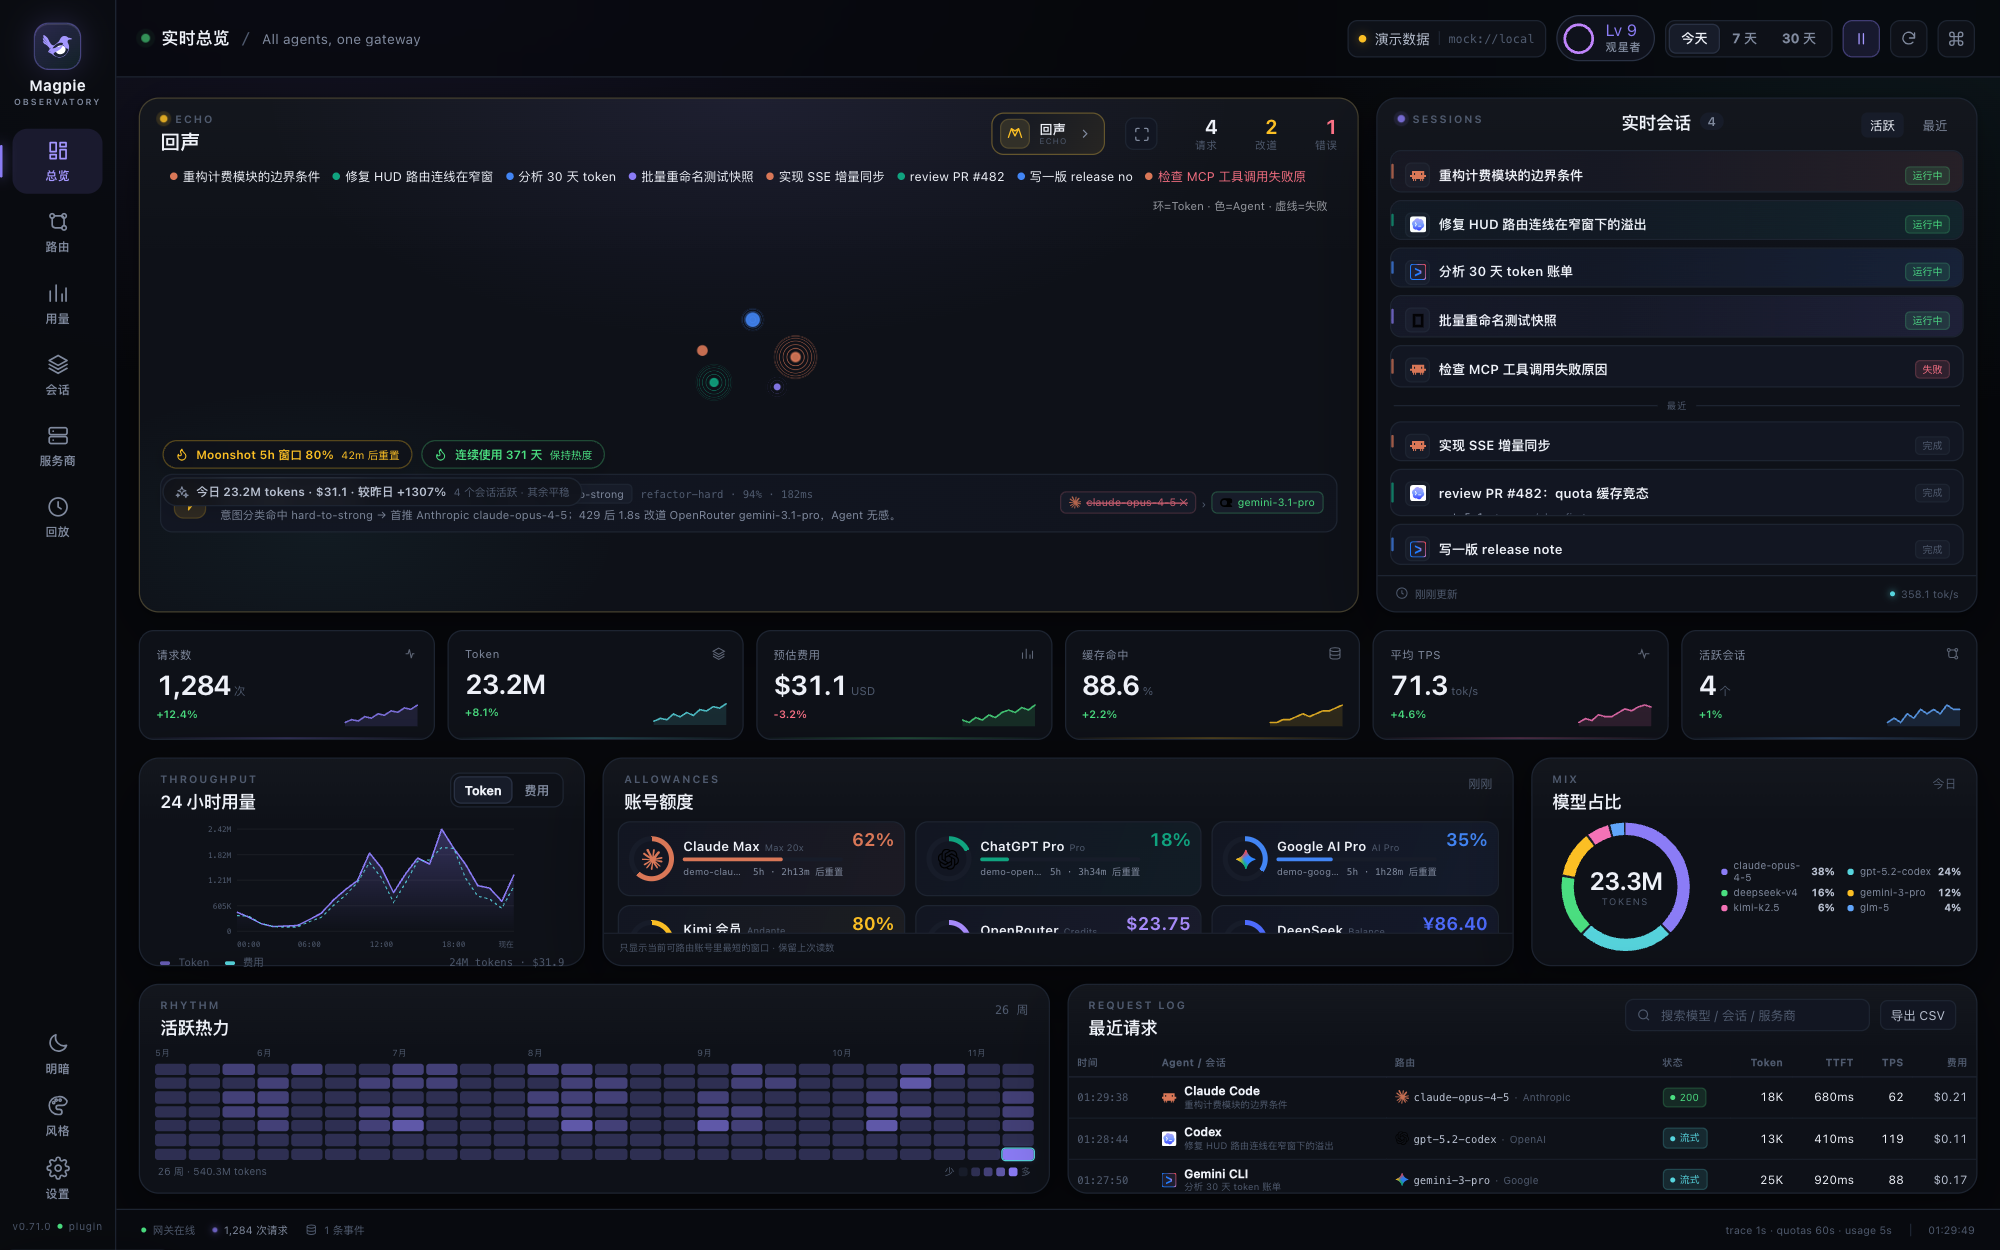 Magpie
OBSERVATORY
总览
路由
用量
会话
服务商
回放
明暗
风格
设置
v0.71.0 plugin
实时总览 / All agents, one gateway
演示数据 mock://local
Lv 9
观星者
今天 7 天 30 天
ECHO
回声
回声
ECHO
4 请求
2 改道
1 错误
重构计费模块的边界条件 修复 HUD 路由连线在窄窗 分析 30 天 token 批量重命名测试快照 实现 SSE 增量同步 review PR #482 写一版 release no 检查 MCP 工具调用失败原
环=Token · 色=Agent · 虚线=失败
Moonshot 5h 窗口 80% 42m 后重置
连续使用 371 天 保持热度
今日 23.2M tokens · $31.1 · 较昨日 +1307% 4 个会话活跃 · 其余平稳
o-strong refactor-hard · 94% · 182ms
意图分类命中 hard-to-strong → 首推 Anthropic claude-opus-4-5；429 后 1.8s 改道 OpenRouter gemini-3.1-pro，Agent 无感。
claude-opus-4-5 ✕ › gemini-3.1-pro
SESSIONS
实时会话 4
活跃 最近
重构计费模块的边界条件 运行中
修复 HUD 路由连线在窄窗下的溢出 运行中
分析 30 天 token 账单 运行中
批量重命名测试快照 运行中
检查 MCP 工具调用失败原因 失败
最近
实现 SSE 增量同步 完成
review PR #482：quota 缓存竞态 完成
写一版 release note 完成
刚刚更新 358.1 tok/s
请求数
1,284 次
+12.4%
Token
23.2M
+8.1%
预估费用
$31.1 USD
-3.2%
缓存命中
88.6 %
+2.2%
平均 TPS
71.3 tok/s
+4.6%
活跃会话
4 个
+1%
THROUGHPUT
24 小时用量
Token 费用
2.42M
1.82M
1.21M
605K
0
00:00 06:00 12:00 18:00 现在
Token 费用 24M tokens · $31.9
ALLOWANCES
账号额度
刚刚
Claude Max Max 20x 62%
demo-clau... 5h · 2h13m 后重置
ChatGPT Pro Pro 18%
demo-open... 5h · 3h34m 后重置
Google AI Pro AI Pro 35%
demo-goog... 5h · 1h28m 后重置
Kimi 会员 Andante 80%
OpenRouter Credits $23.75
DeepSeek Balance ¥86.40
只显示当前可路由账号里最短的窗口 · 保留上次读数
MIX
模型占比
今日
23.3M
TOKENS
claude-opus-4-5 38% gpt-5.2-codex 24%
deepseek-v4 16% gemini-3-pro 12%
kimi-k2.5 6% glm-5 4%
RHYTHM
活跃热力
26 周
5月 6月 7月 8月 9月 10月 11月
26 周 · 540.3M tokens
少 多
REQUEST LOG
最近请求
搜索模型 / 会话 / 服务商
导出 CSV
时间 Agent / 会话 路由 状态 Token TTFT TPS 费用
01:29:38 Claude Code claude-opus-4-5 · Anthropic 200 18K 680ms 62 $0.21
重构计费模块的边界条件
01:28:44 Codex gpt-5.2-codex · OpenAI 流式 13K 410ms 119 $0.11
修复 HUD 路由连线在窄窗下的溢出
01:27:50 Gemini CLI gemini-3-pro · Google 流式 25K 920ms 88 $0.17
分析 30 天 token 账单
网关在线 1,284 次请求 1 条事件
trace 1s · quotas 60s · usage 5s 01:29:49